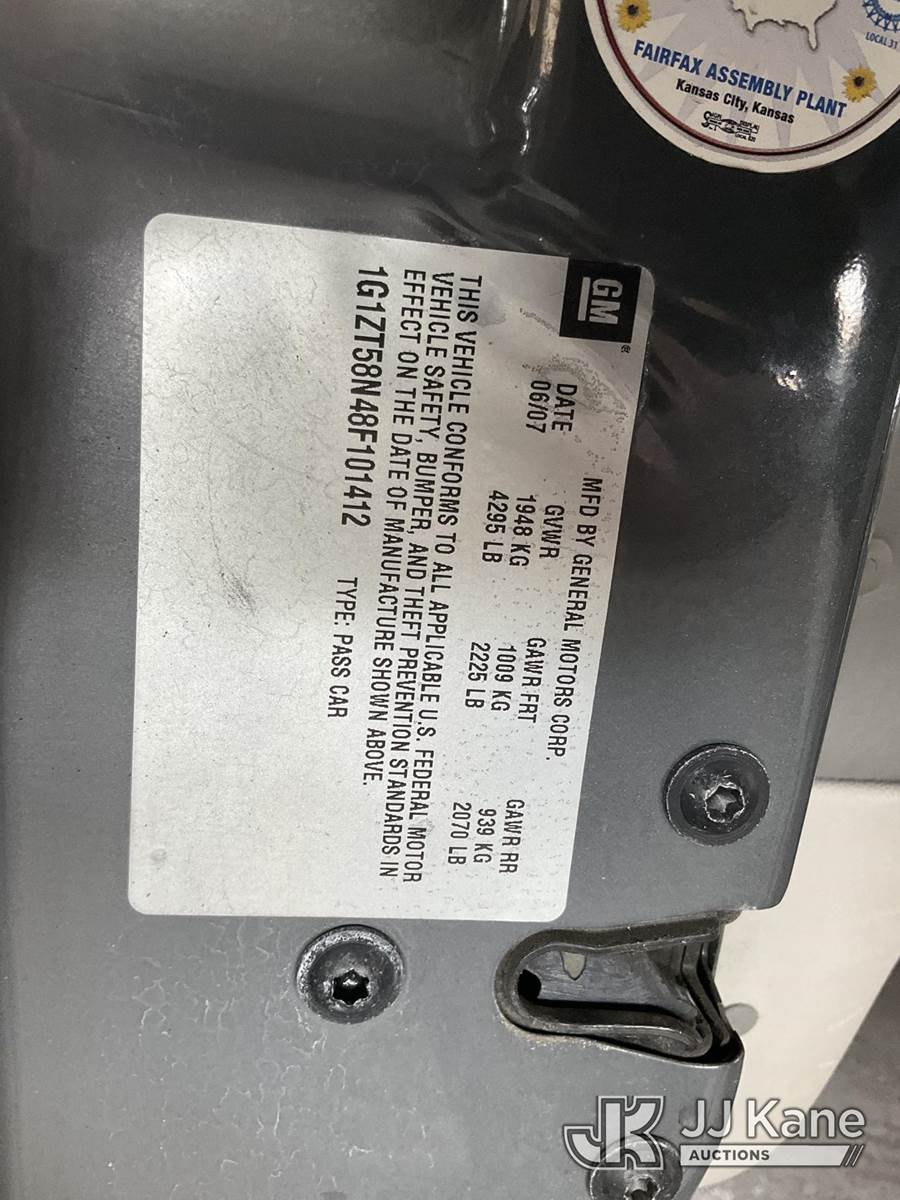 LOCAL 31
FAIRFAX ASSEMBLY PLANT
Kansas City, Kansas
GM
MFD BY GENERAL MOTORS CORP.
DATE GVWR GAWR FRT GAWR RR
06/07 1948 KG 1009 KG 939 KG
4295 LB 2225 LB 2070 LB
THIS VEHICLE CONFORMS TO ALL APPLICABLE U.S. FEDERAL MOTOR
VEHICLE SAFETY, BUMPER, AND THEFT PREVENTION STANDARDS IN
EFFECT ON THE DATE OF MANUFACTURE SHOWN ABOVE.
1G1ZT58N48F101412 TYPE: PASS CAR
JK JJ Kane
AUCTIONS